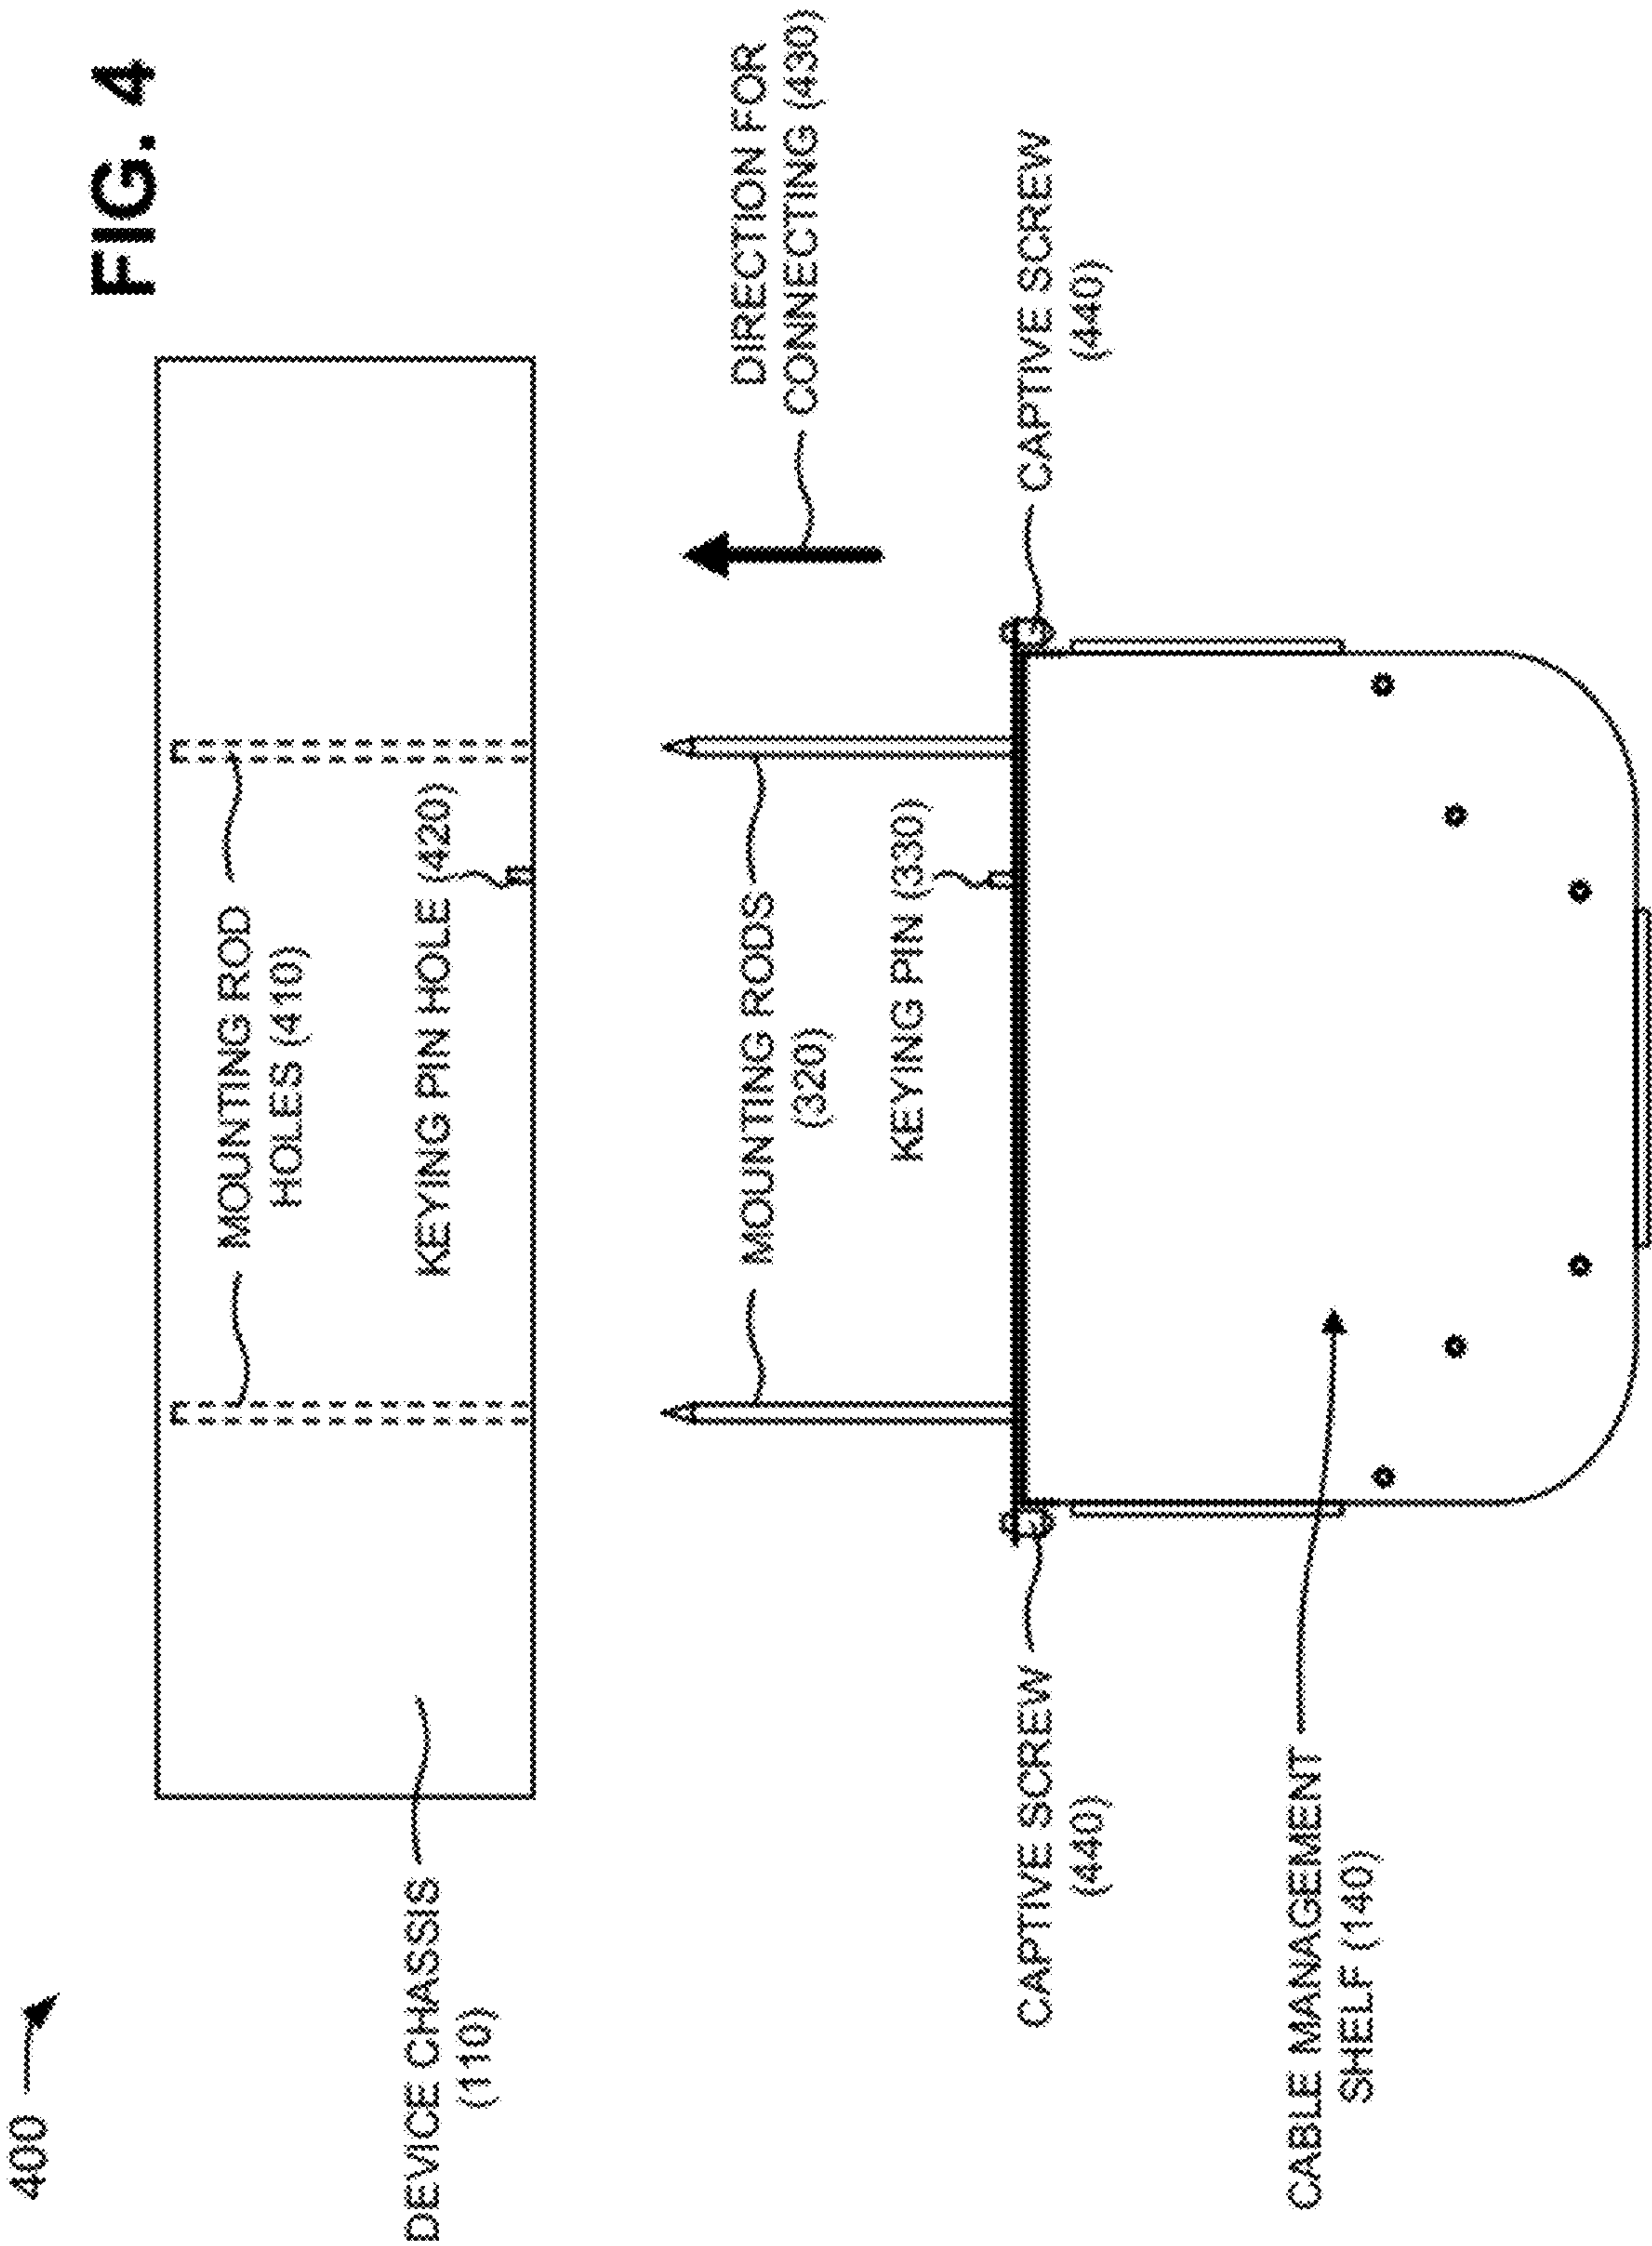 400
FIG. 4
DEVICE CHASSIS
(110)
MOUNTING ROD
HOLES (410)
KEYING PIN HOLE (420)
MOUNTING RODS
(320)
DIRECTION FOR
CONNECTING (430)
KEYING PIN (330)
CAPTIVE SCREW
(440)
CAPTIVE SCREW
(440)
CABLE MANAGEMENT
SHELF (140)